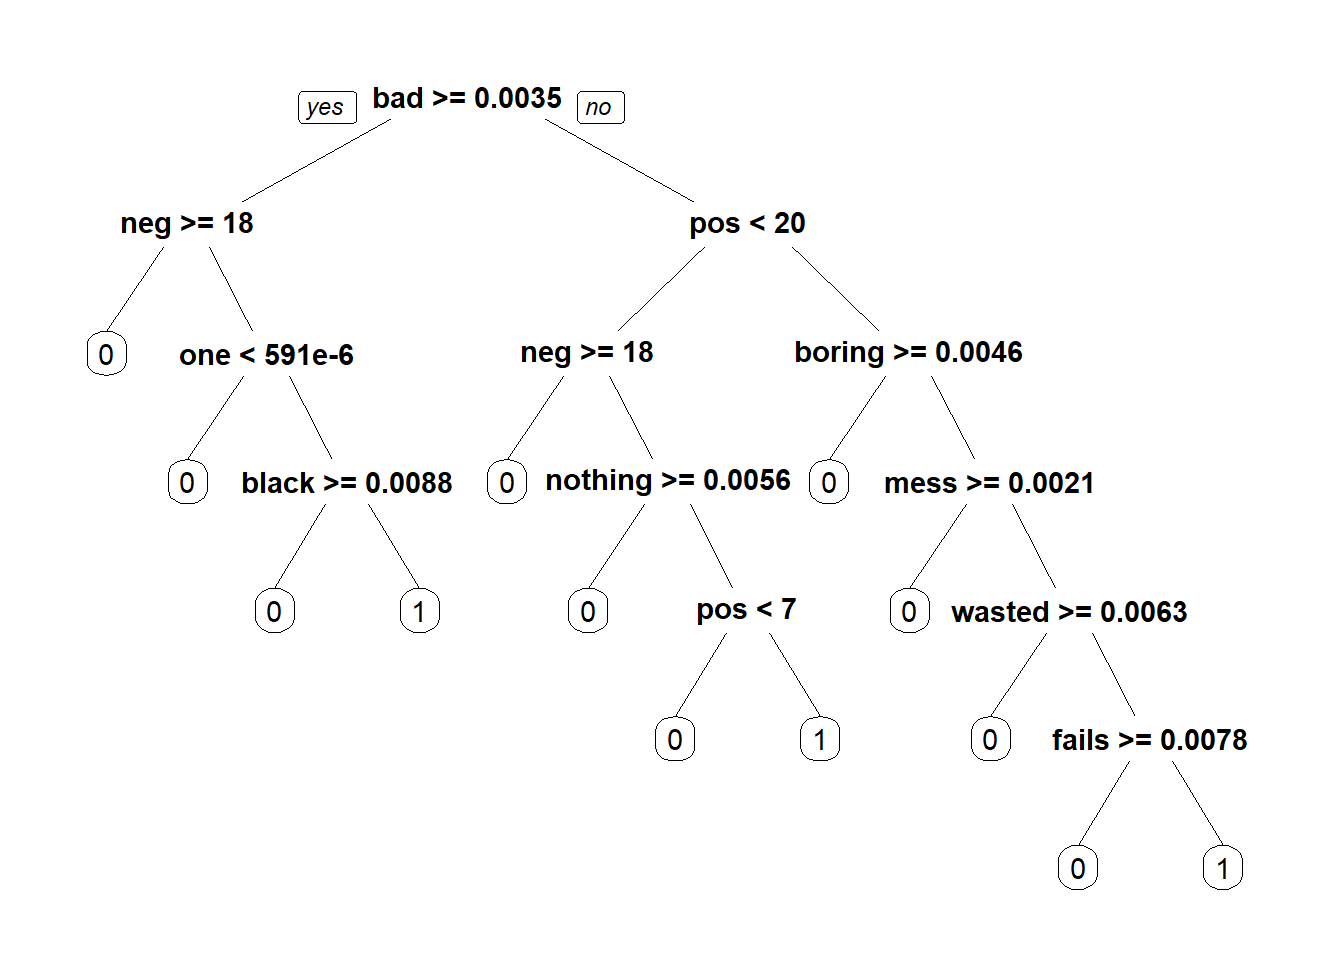 yes bad >= 0.0035 no
neg >= 18 pos < 20
0 one < 591e-6 neg >= 18 boring >= 0.0046
0 black >= 0.0088 0 nothing >= 0.0056 0 mess >= 0.0021
0 1 0 pos < 7 0 wasted >= 0.0063
0 1 0 fails >= 0.0078
0 1